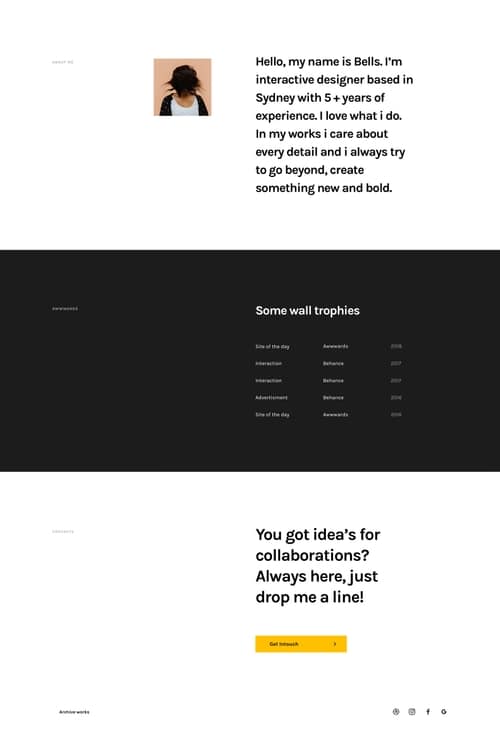 ABOUT ME
Hello, my name is Bells. I'm
interactive designer based in
Sydney with 5+ years of
experience. I love what i do.
In my works i care about
every detail and i always try
to go beyond, create
something new and bold.
AWWWARDS
Some wall trophies
Site of the day Awwwards
Interaction Behance 2017
Interaction Behance 2017
Advertisment Behance 2016
Site of the day Awwwards 2016
You got idea's for
collaborations?
Always here, just
drop me a line!
Get Intouch
Archive works